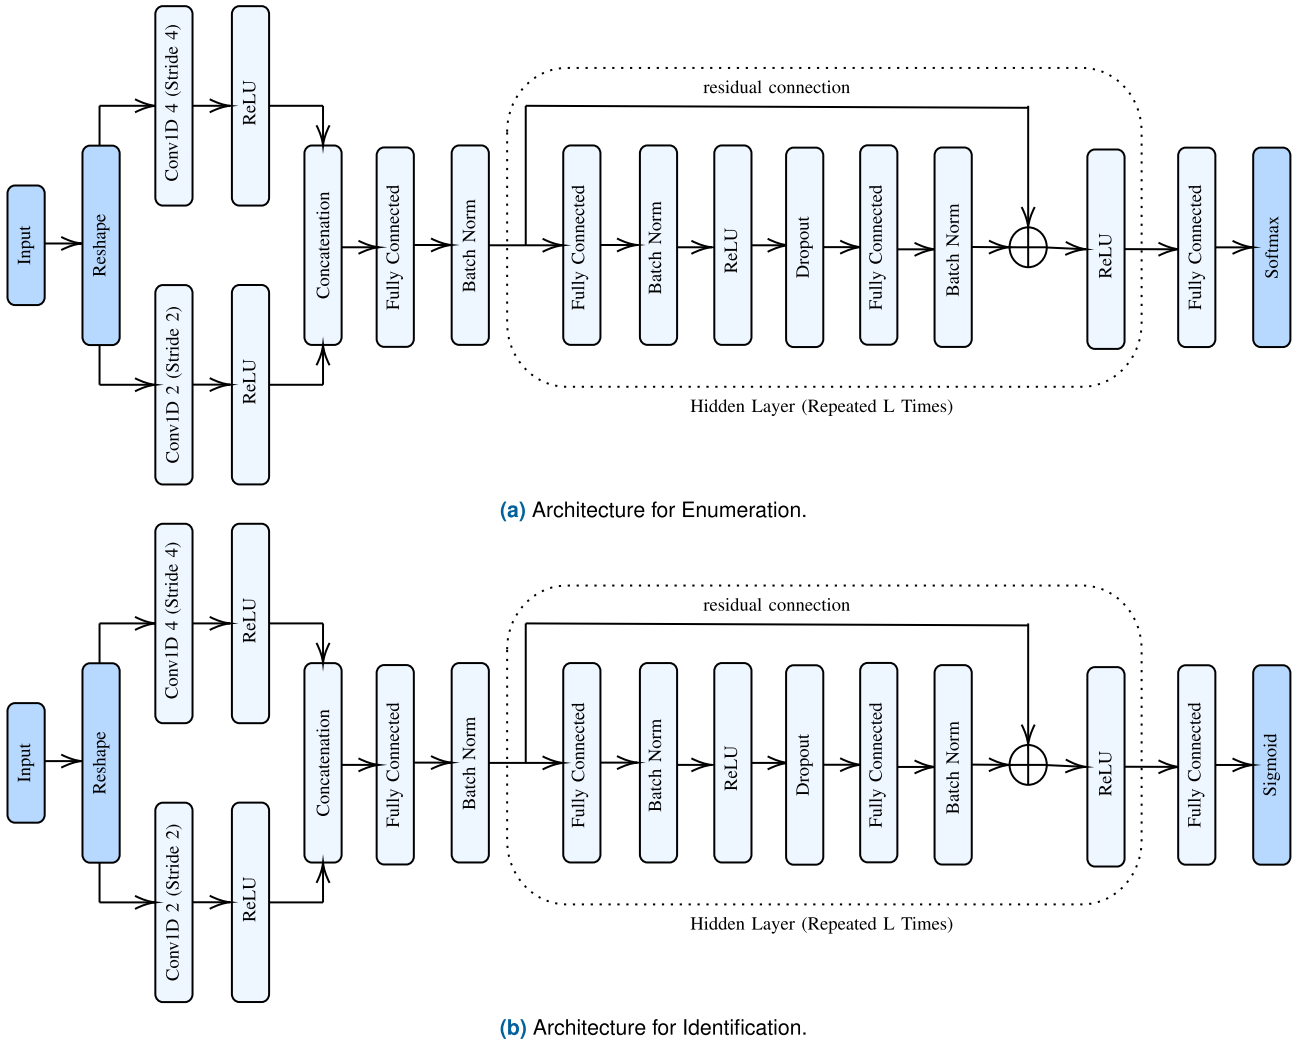 Input
Reshape
Conv1D 4 (Stride 4)
ReLU
Conv1D 2 (Stride 2)
ReLU
Concatenation
Fully Connected
Batch Norm
residual connection
Fully Connected
Batch Norm
ReLU
Dropout
Fully Connected
Batch Norm
ReLU
Hidden Layer (Repeated L Times)
Fully Connected
Softmax
(a) Architecture for Enumeration.
Input
Reshape
Conv1D 4 (Stride 4)
ReLU
Conv1D 2 (Stride 2)
ReLU
Concatenation
Fully Connected
Batch Norm
residual connection
Fully Connected
Batch Norm
ReLU
Dropout
Fully Connected
Batch Norm
ReLU
Hidden Layer (Repeated L Times)
Fully Connected
Sigmoid
(b) Architecture for Identification.